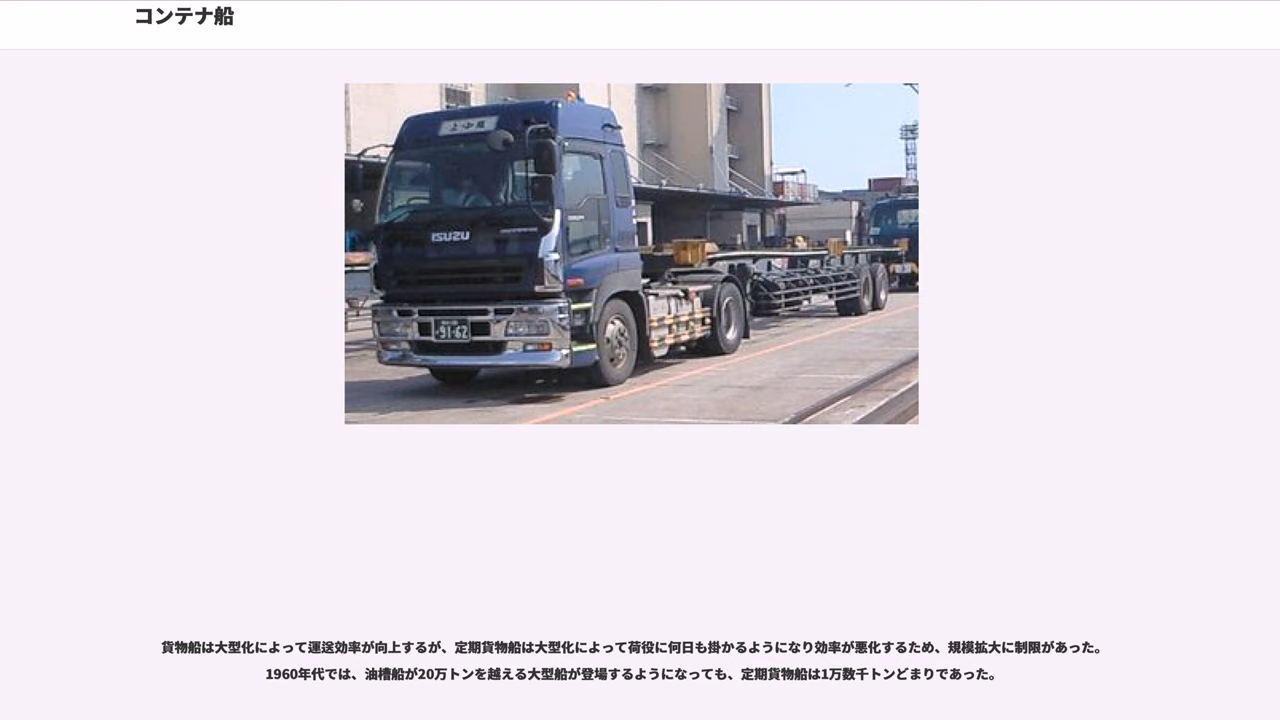 コンテナ船
ISUZU
91-62
貨物船は大型化によって運送効率が向上するが、定期貨物船は大型化によって荷役に何日も掛かるようになり効率が悪化するため、規模拡大に制限があった。
1960年代では、油槽船が20万トンを越える大型船が登場するようになっても、定期貨物船は1万数千トンどまりであった。